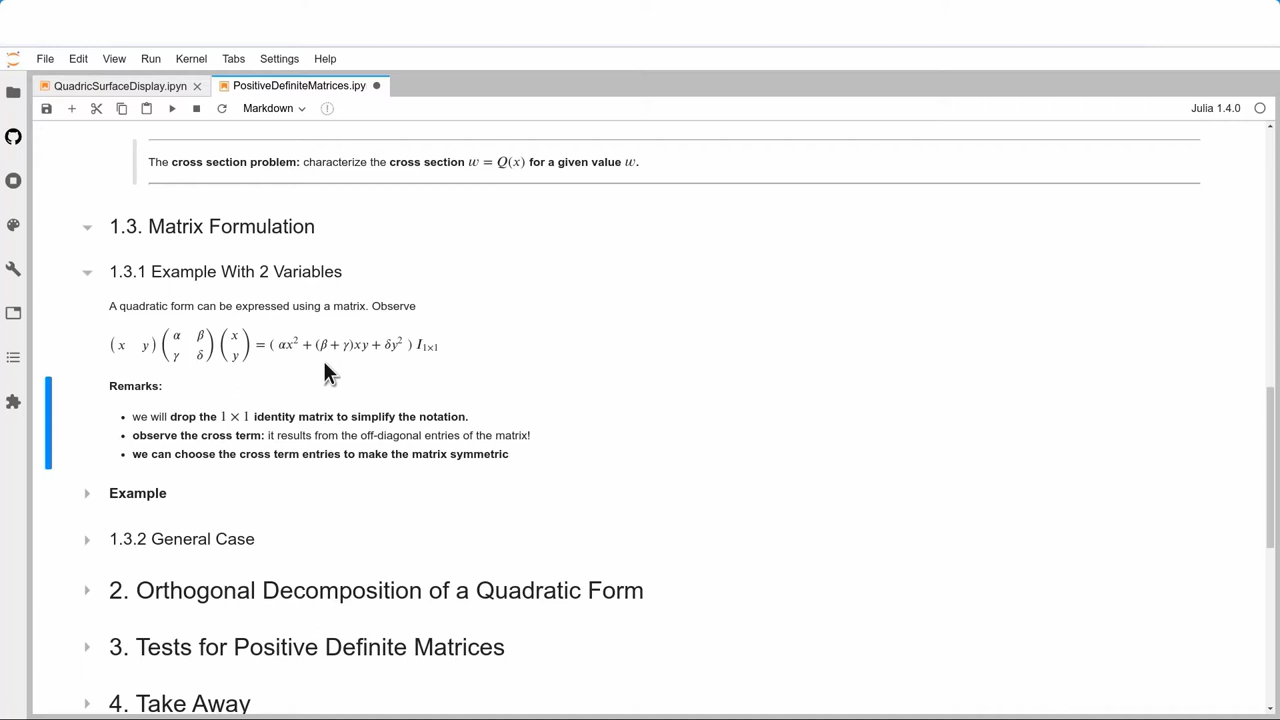 File Edit View Run Kernel Tabs Settings Help
QuadricSurfaceDisplay.ipyn PositiveDefiniteMatrices.ipy
Markdown Julia 1.4.0
The cross section problem: characterize the cross section w = Q(x) for a given value w.
1.3. Matrix Formulation
1.3.1 Example With 2 Variables
A quadratic form can be expressed using a matrix. Observe
( x y ) ( α β γ δ ) ( x y ) = ( αx² + (β + γ)xy + δy² ) I₁ₓ₁
Remarks:
• we will drop the 1 × 1 identity matrix to simplify the notation.
• observe the cross term: it results from the off-diagonal entries of the matrix!
• we can choose the cross term entries to make the matrix symmetric
Example
1.3.2 General Case
2. Orthogonal Decomposition of a Quadratic Form
3. Tests for Positive Definite Matrices
4. Take Away